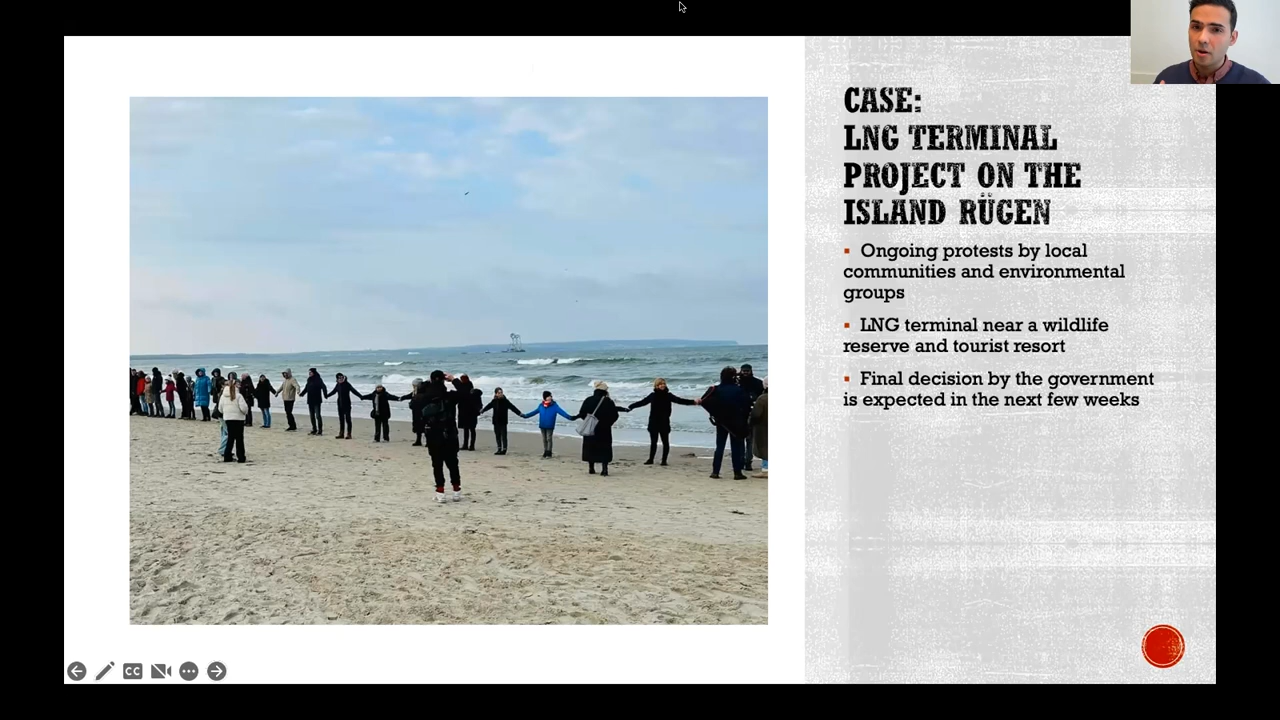 CASE:
LNG TERMINAL
PROJECT ON THE
ISLAND RÜGEN
▪ Ongoing protests by local
communities and environmental
groups
▪ LNG terminal near a wildlife
reserve and tourist resort
▪ Final decision by the government
is expected in the next few weeks
CC